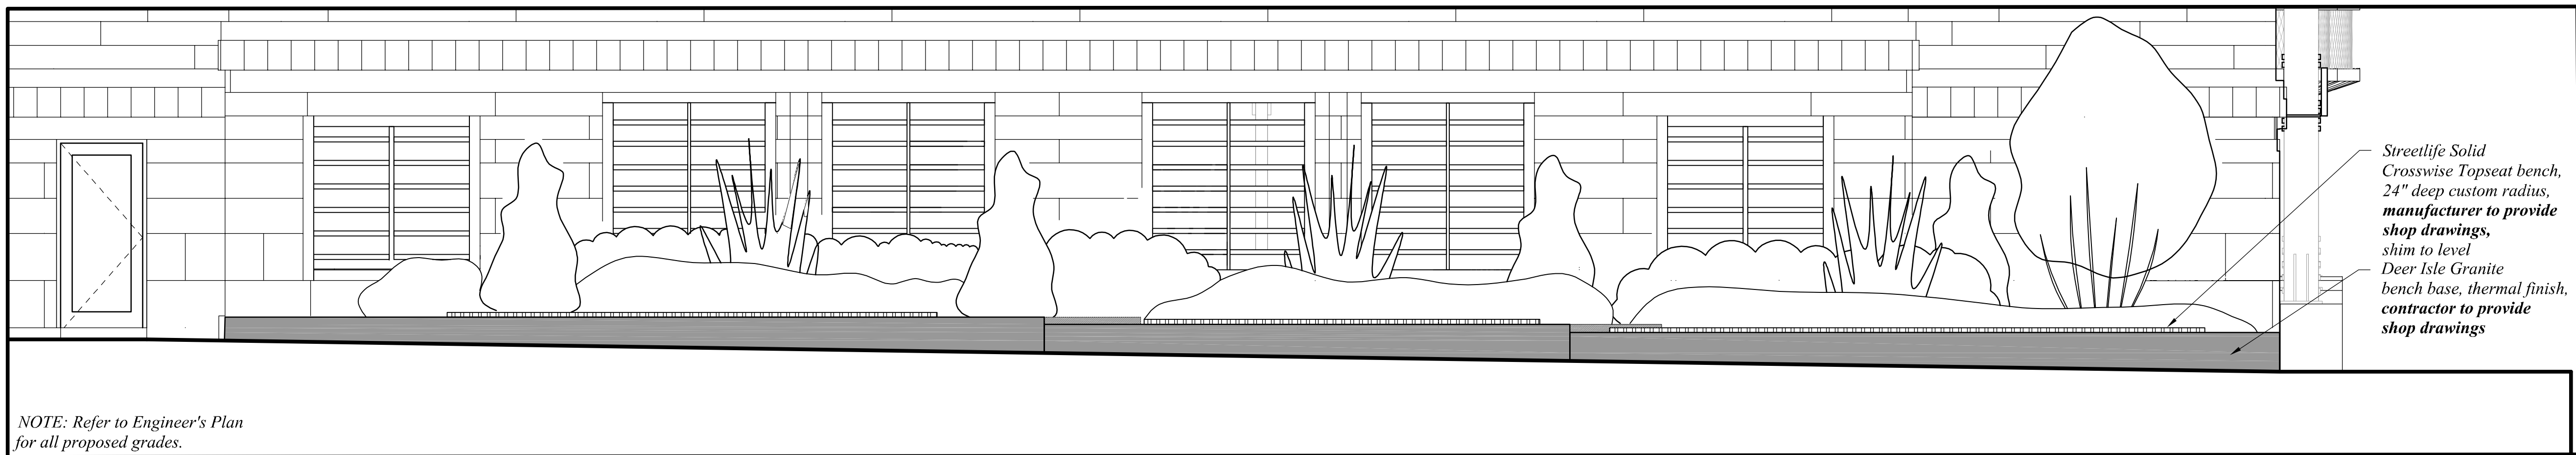 Streetlife Solid
Crosswise Topseat bench,
24" deep custom radius,
manufacturer to provide
shop drawings,
shim to level
Deer Isle Granite
bench base, thermal finish,
contractor to provide
shop drawings
NOTE: Refer to Engineer's Plan
for all proposed grades.